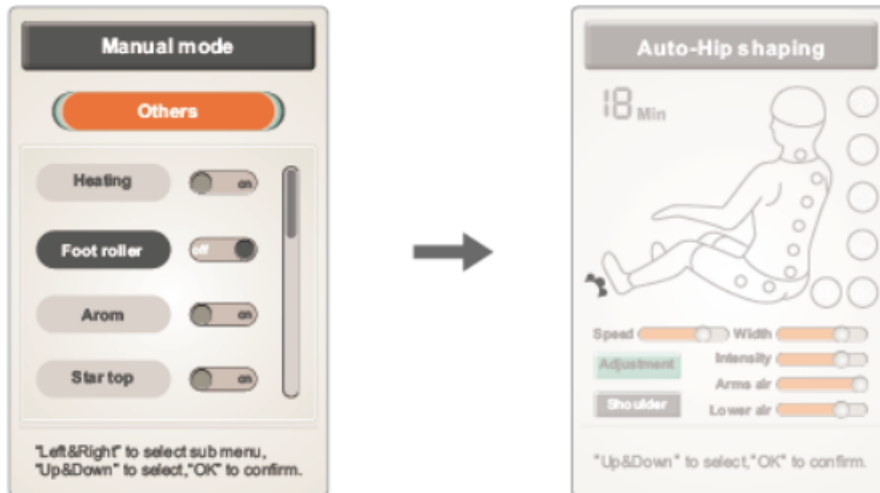 Manual mode
Others
Heating on
Foot roller off
Arom on
Star top on
"Left&Right" to select sub menu,
"Up&Down" to select,"OK" to confirm.
Auto-Hip shaping
18 Min
Speed Width
Adjustment Intensity
Arms air
Shoulder Lower air
"Up&Down" to select,"OK" to confirm.